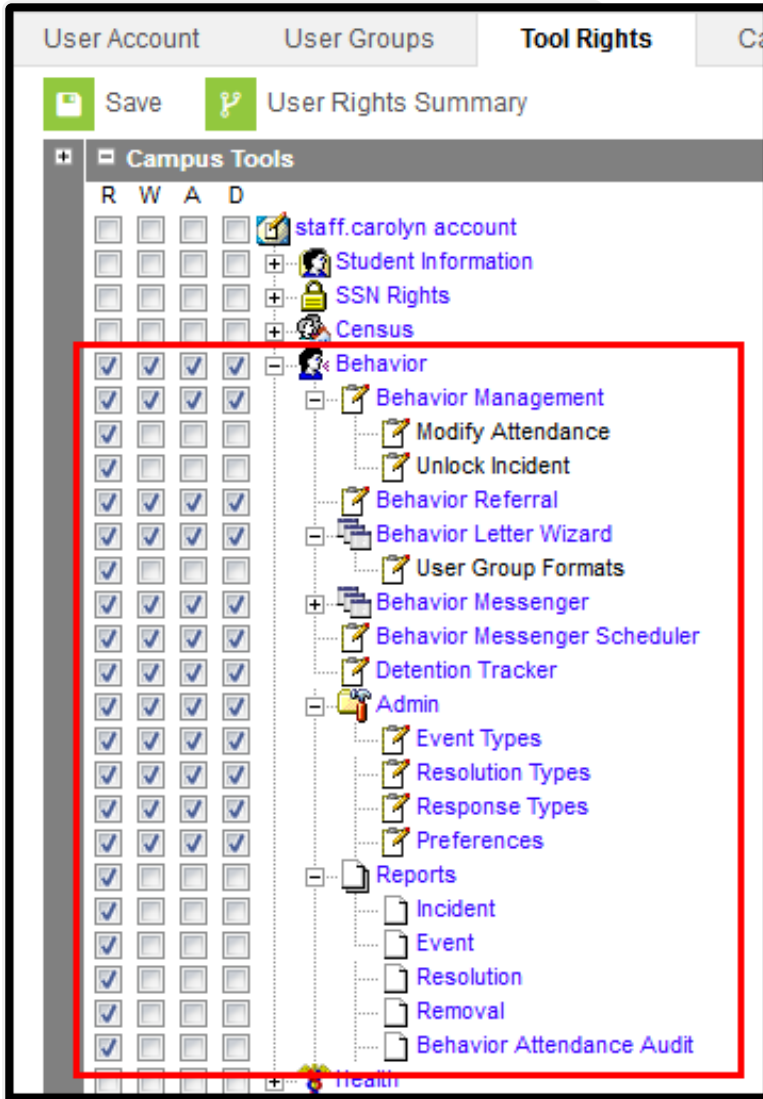 User Account User Groups Tool Rights Ca
Save User Rights Summary
Campus Tools
R W A D
staff.carolyn account
Student Information
SSN Rights
Census
Behavior
Behavior Management
Modify Attendance
Unlock Incident
Behavior Referral
Behavior Letter Wizard
User Group Formats
Behavior Messenger
Behavior Messenger Scheduler
Detention Tracker
Admin
Event Types
Resolution Types
Response Types
Preferences
Reports
Incident
Event
Resolution
Removal
Behavior Attendance Audit
Health